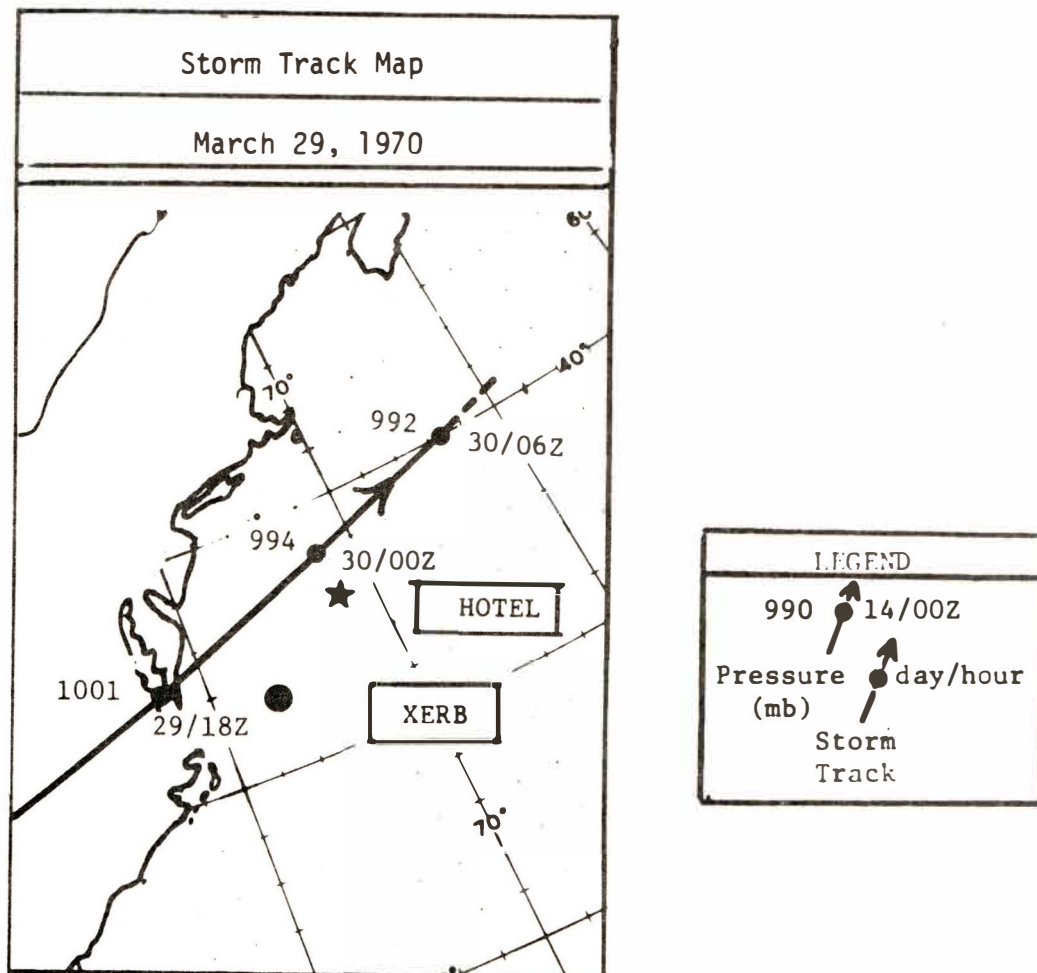 Storm Track Map
March 29, 1970
70°
40°
992
30/06Z
994
30/00Z
HOTEL
1001
29/18Z
XERB
70°
LEGEND
990 14/00Z
Pressure day/hour
(mb)
Storm
Track